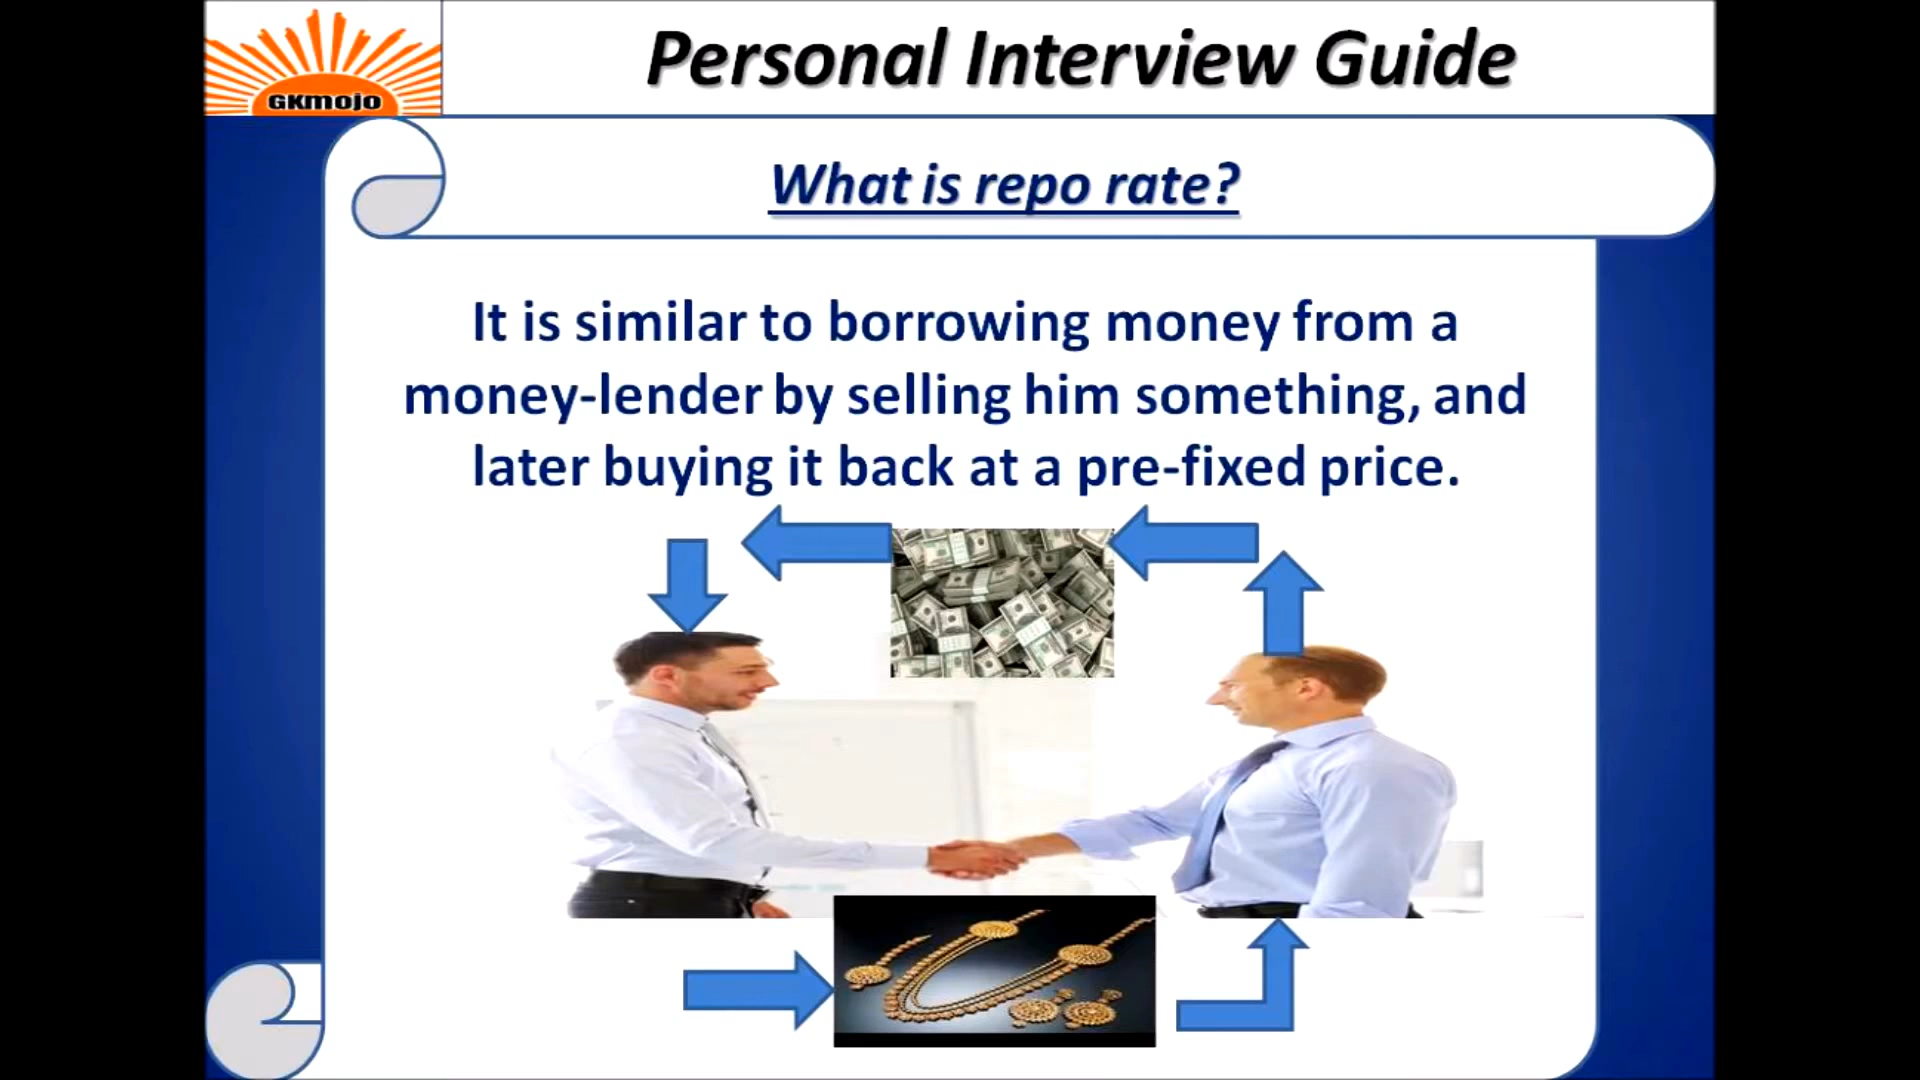 GKmojo
Personal Interview Guide
What is repo rate?
It is similar to borrowing money from a
money-lender by selling him something, and
later buying it back at a pre-fixed price.